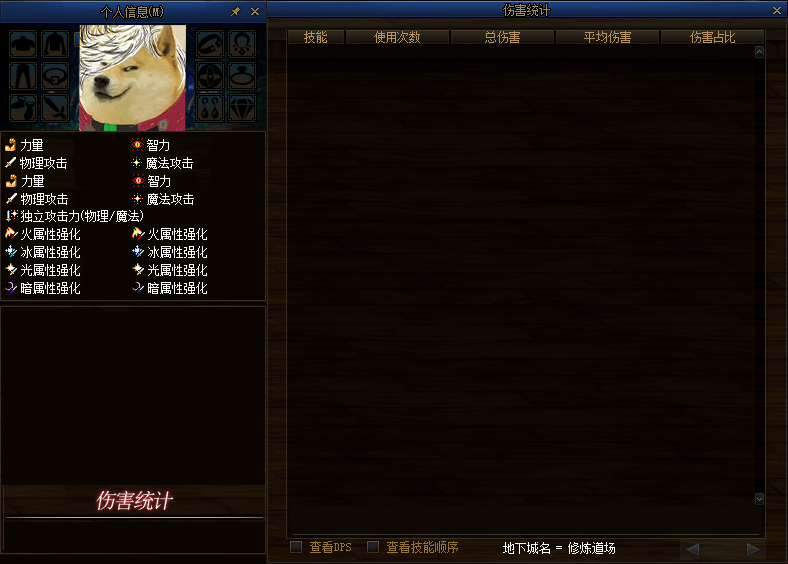 个人信息(M)
力量 智力
物理攻击 魔法攻击
力量 智力
物理攻击 魔法攻击
独立攻击力(物理/魔法)
火属性强化 火属性强化
冰属性强化 冰属性强化
光属性强化 光属性强化
暗属性强化 暗属性强化
伤害统计
伤害统计
技能 使用次数 总伤害 平均伤害 伤害占比
查看DPS 查看技能顺序 地下城名 = 修炼道场